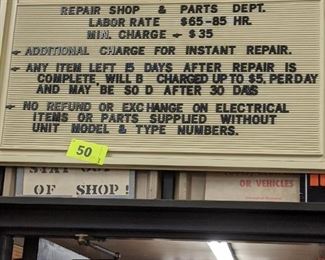 REPAIR SHOP & PARTS DEPT.
LABOR RATE $65-85 HR.
MIN. CHARGE - $35
ADDITIONAL CHARGE FOR INSTANT REPAIR.
ANY ITEM LEFT 15 DAYS AFTER REPAIR IS
COMPLETE, WILL B CHARGED UP TO $5. PER DAY
AND MAY BE SO D AFTER 30 DAYS
NO REFUND OR EXCHANGE ON ELECTRICAL
ITEMS OR PARTS SUPPLIED WITHOUT
UNIT MODEL & TYPE NUMBERS.
50
STAY OUT
OF SHOP!
OR VEHICLES